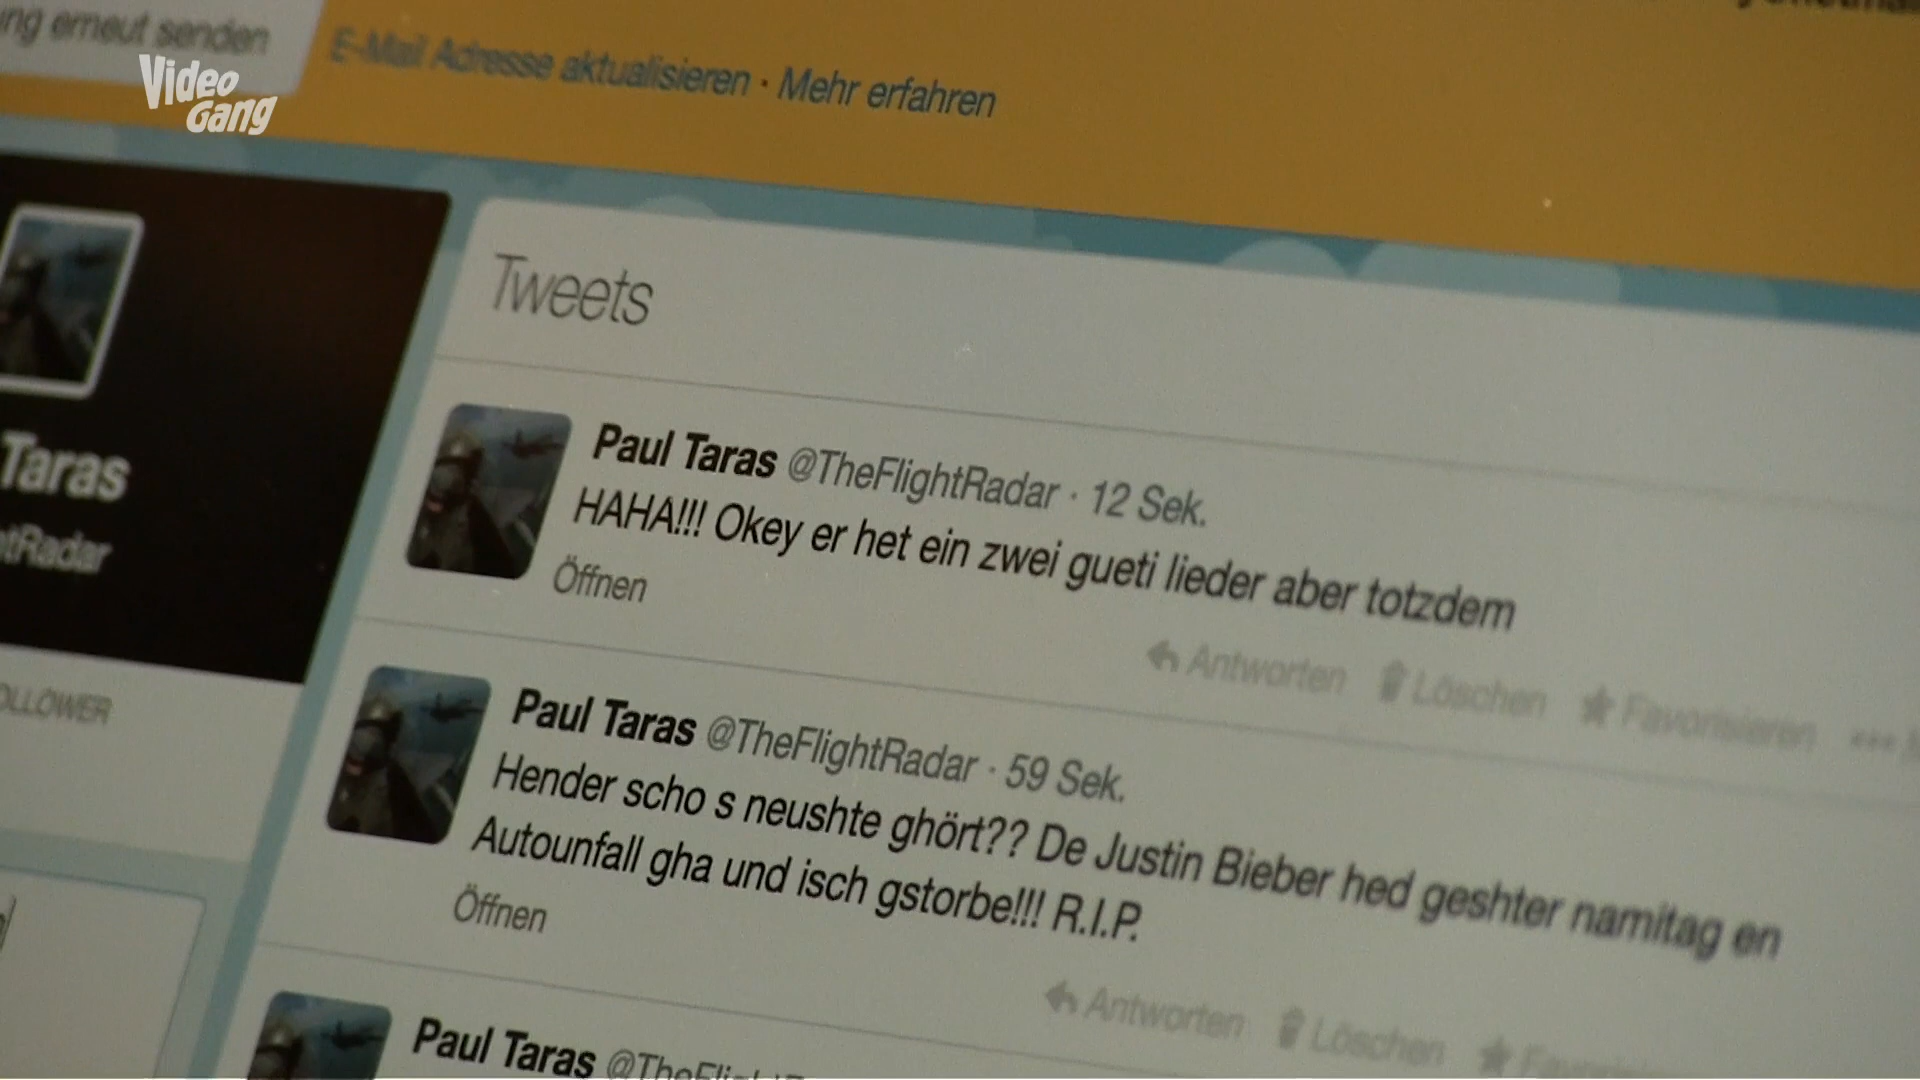 ng erneut senden
E-Mail Adresse aktualisieren · Mehr erfahren
Video
Gang
Tweets
Taras
tRadar
OLLOWER
Paul Taras @TheFlightRadar · 12 Sek.
HAHA!!! Okey er het ein zwei gueti lieder aber totzdem
Öffnen
Antworten Löschen Favorisieren
Paul Taras @TheFlightRadar · 59 Sek.
Hender scho s neushte ghört?? De Justin Bieber hed geshter namitag en
Autounfall gha und isch gstorbe!!! R.I.P.
Öffnen
Antworten Löschen
Paul Taras